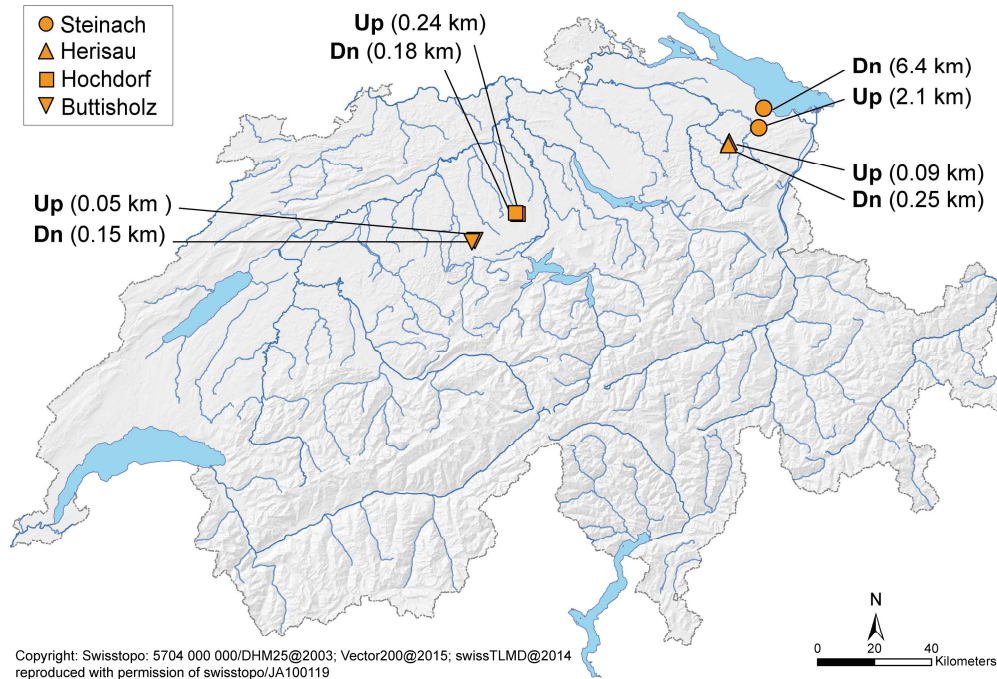 Steinach
Herisau
Hochdorf
Buttisholz
Up (0.24 km)
Dn (0.18 km)
Dn (6.4 km)
Up (2.1 km)
Up (0.09 km)
Dn (0.25 km)
Up (0.05 km )
Dn (0.15 km)
N
0 20 40
Kilometers
Copyright: Swisstopo: 5704 000 000/DHM25@2003; Vector200@2015; swissTLMD@2014
reproduced with permission of swisstopo/JA100119